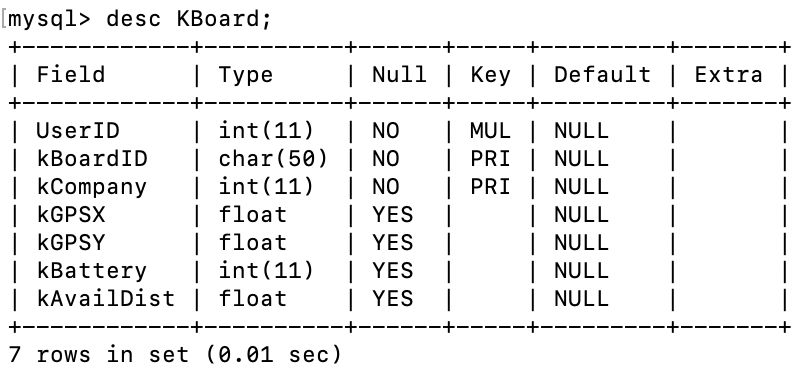 [mysql> desc KBoard;
+------------+----------+------+-----+---------+-------+
| Field      | Type     | Null | Key | Default | Extra |
+------------+----------+------+-----+---------+-------+
| UserID     | int(11)  | NO   | MUL | NULL    |       |
| kBoardID   | char(50) | NO   | PRI | NULL    |       |
| kCompany   | int(11)  | NO   | PRI | NULL    |       |
| kGPSX      | float    | YES  |     | NULL    |       |
| kGPSY      | float    | YES  |     | NULL    |       |
| kBattery   | int(11)  | YES  |     | NULL    |       |
| kAvailDist | float    | YES  |     | NULL    |       |
+------------+----------+------+-----+---------+-------+
7 rows in set (0.01 sec)